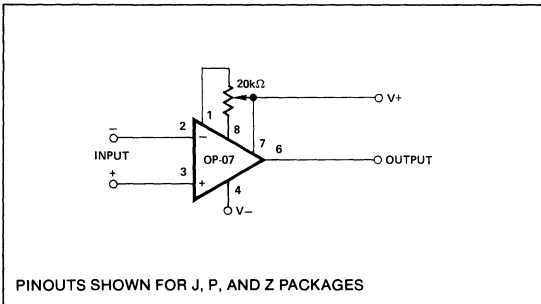 20kΩ
V+
1
−
2
−
8
INPUT
OP-07
7
6
OUTPUT
+
3
+
4
V−
PINOUTS SHOWN FOR J, P, AND Z PACKAGES